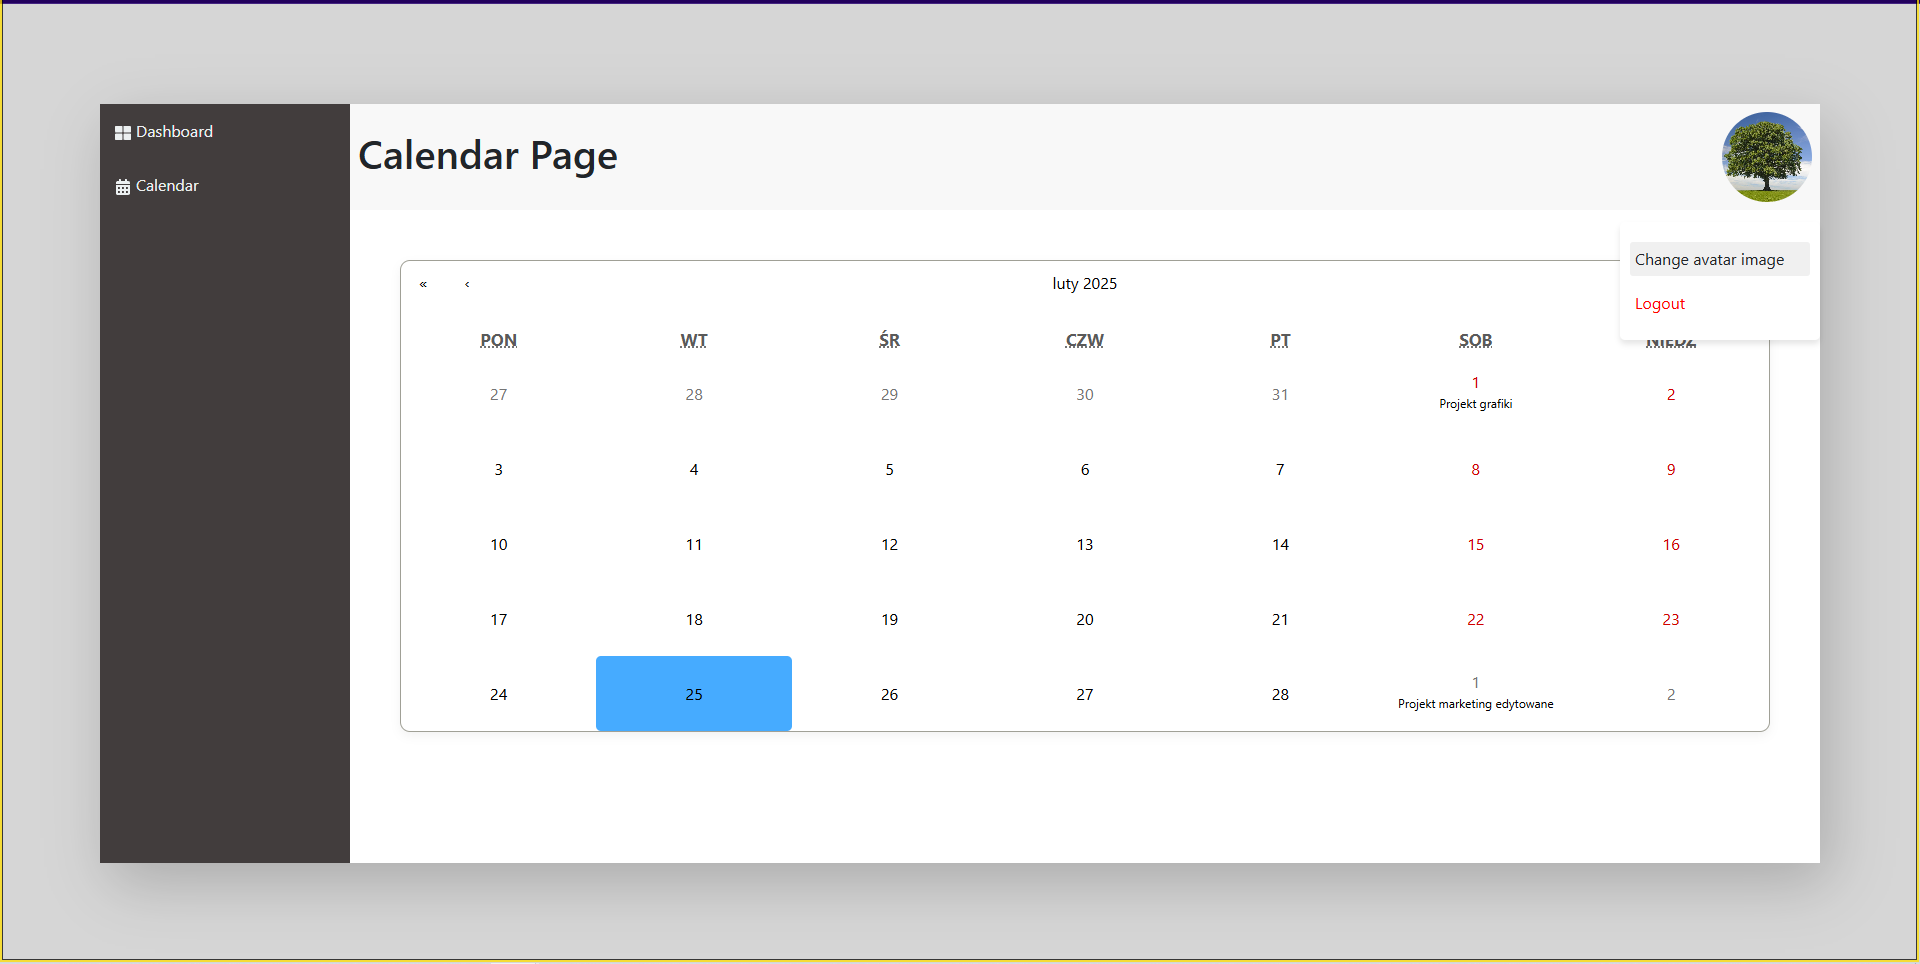 Dashboard
Calendar
Calendar Page
Change avatar image
Logout
« ‹ luty 2025
PON WT ŚR CZW PT SOB NIEDZ
27 28 29 30 31 1 2
Projekt grafiki
3 4 5 6 7 8 9
10 11 12 13 14 15 16
17 18 19 20 21 22 23
24 25 26 27 28 1 2
Projekt marketing edytowane